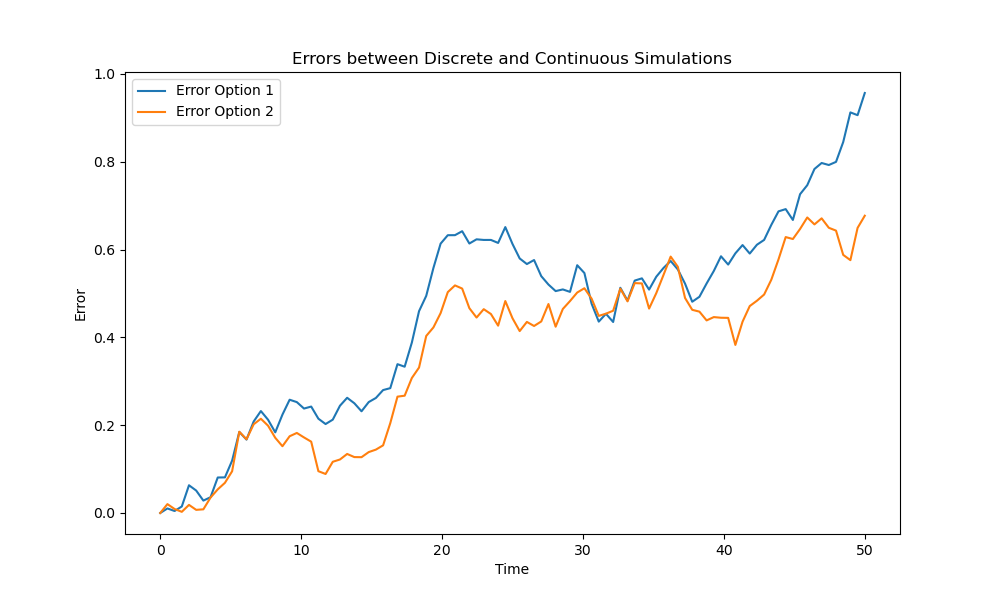 Errors between Discrete and Continuous Simulations
Error Option 1
Error Option 2
1.0
0.8
0.6
0.4
0.2
0.0
Error
0 10 20 30 40 50
Time